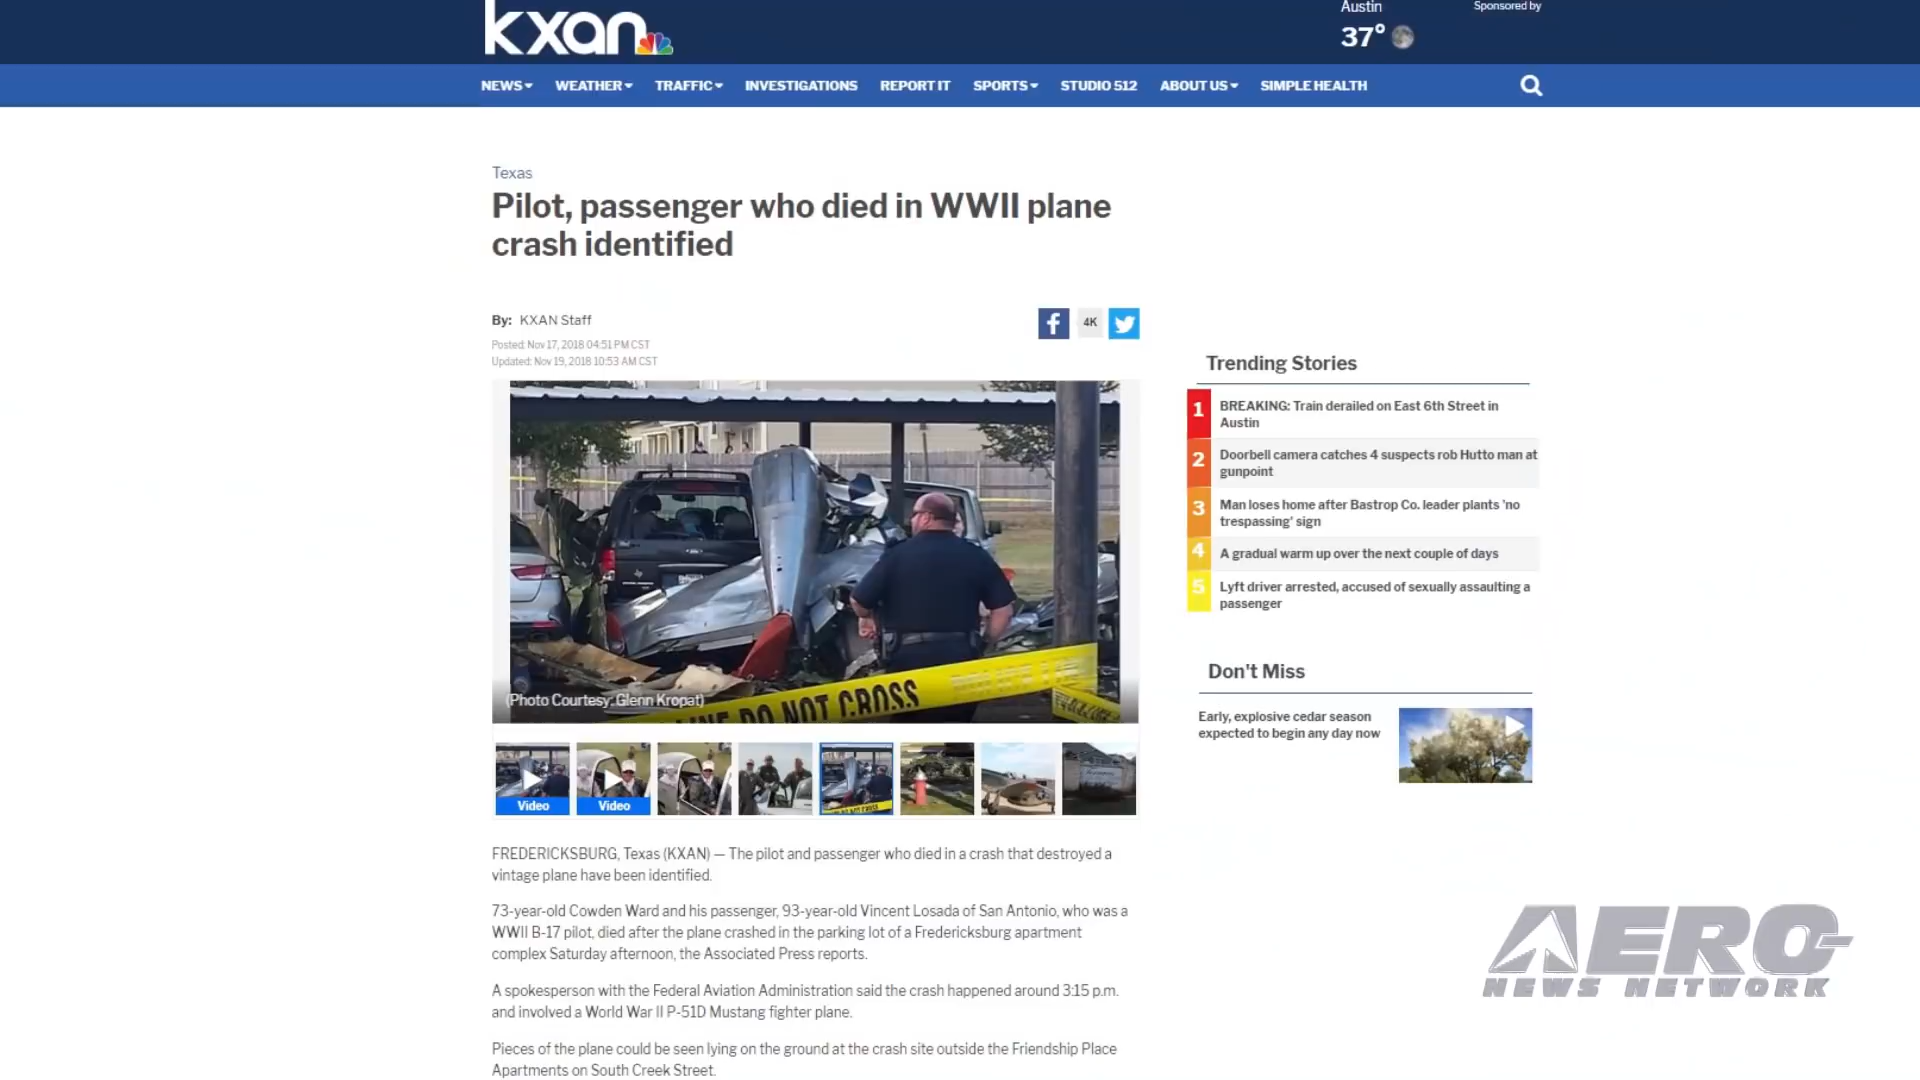 kxan
Austin
37°
Sponsored by
NEWS
WEATHER
TRAFFIC
INVESTIGATIONS
REPORT IT
SPORTS
STUDIO 512
ABOUT US
SIMPLE HEALTH
Texas
Pilot, passenger who died in WWII plane
crash identified
By: KXAN Staff
Posted: Nov 17, 2018 04:51 PM CST
Updated: Nov 19, 2018 10:53 AM CST
4K
DO NOT CROSS
(Photo Courtesy: Glenn Kropat)
Video
Video
FREDERICKSBURG, Texas (KXAN) — The pilot and passenger who died in a crash that destroyed a
vintage plane have been identified.
73-year-old Cowden Ward and his passenger, 93-year-old Vincent Losada of San Antonio, who was a
WWII B-17 pilot, died after the plane crashed in the parking lot of a Fredericksburg apartment
complex Saturday afternoon, the Associated Press reports.
A spokesperson with the Federal Aviation Administration said the crash happened around 3:15 p.m.
and involved a World War II P-51D Mustang fighter plane.
Pieces of the plane could be seen lying on the ground at the crash site outside the Friendship Place
Apartments on South Creek Street.
Trending Stories
1 BREAKING: Train derailed on East 6th Street in
Austin
2 Doorbell camera catches 4 suspects rob Hutto man at
gunpoint
3 Man loses home after Bastrop Co. leader plants 'no
trespassing' sign
4 A gradual warm up over the next couple of days
5 Lyft driver arrested, accused of sexually assaulting a
passenger
Don't Miss
Early, explosive cedar season
expected to begin any day now
AERO-
NEWS NETWORK